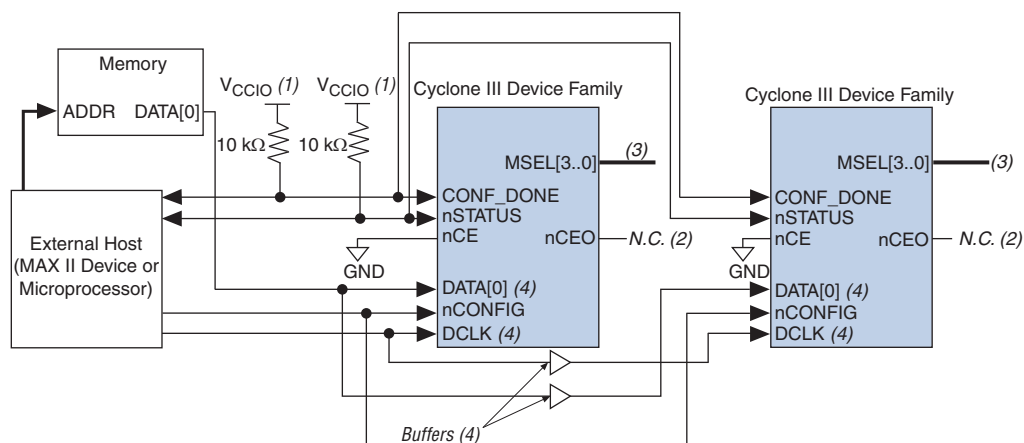 Memory
ADDR DATA[0]
VCCIO (1)
VCCIO (1)
10 kΩ
10 kΩ
Cyclone III Device Family
Cyclone III Device Family
MSEL[3..0]
(3)
MSEL[3..0]
(3)
External Host
(MAX II Device or
Microprocessor)
CONF_DONE
nSTATUS
nCE
nCEO
N.C. (2)
GND
DATA[0] (4)
nCONFIG
DCLK (4)
CONF_DONE
nSTATUS
nCE
nCEO
N.C. (2)
GND
DATA[0] (4)
nCONFIG
DCLK (4)
Buffers (4)